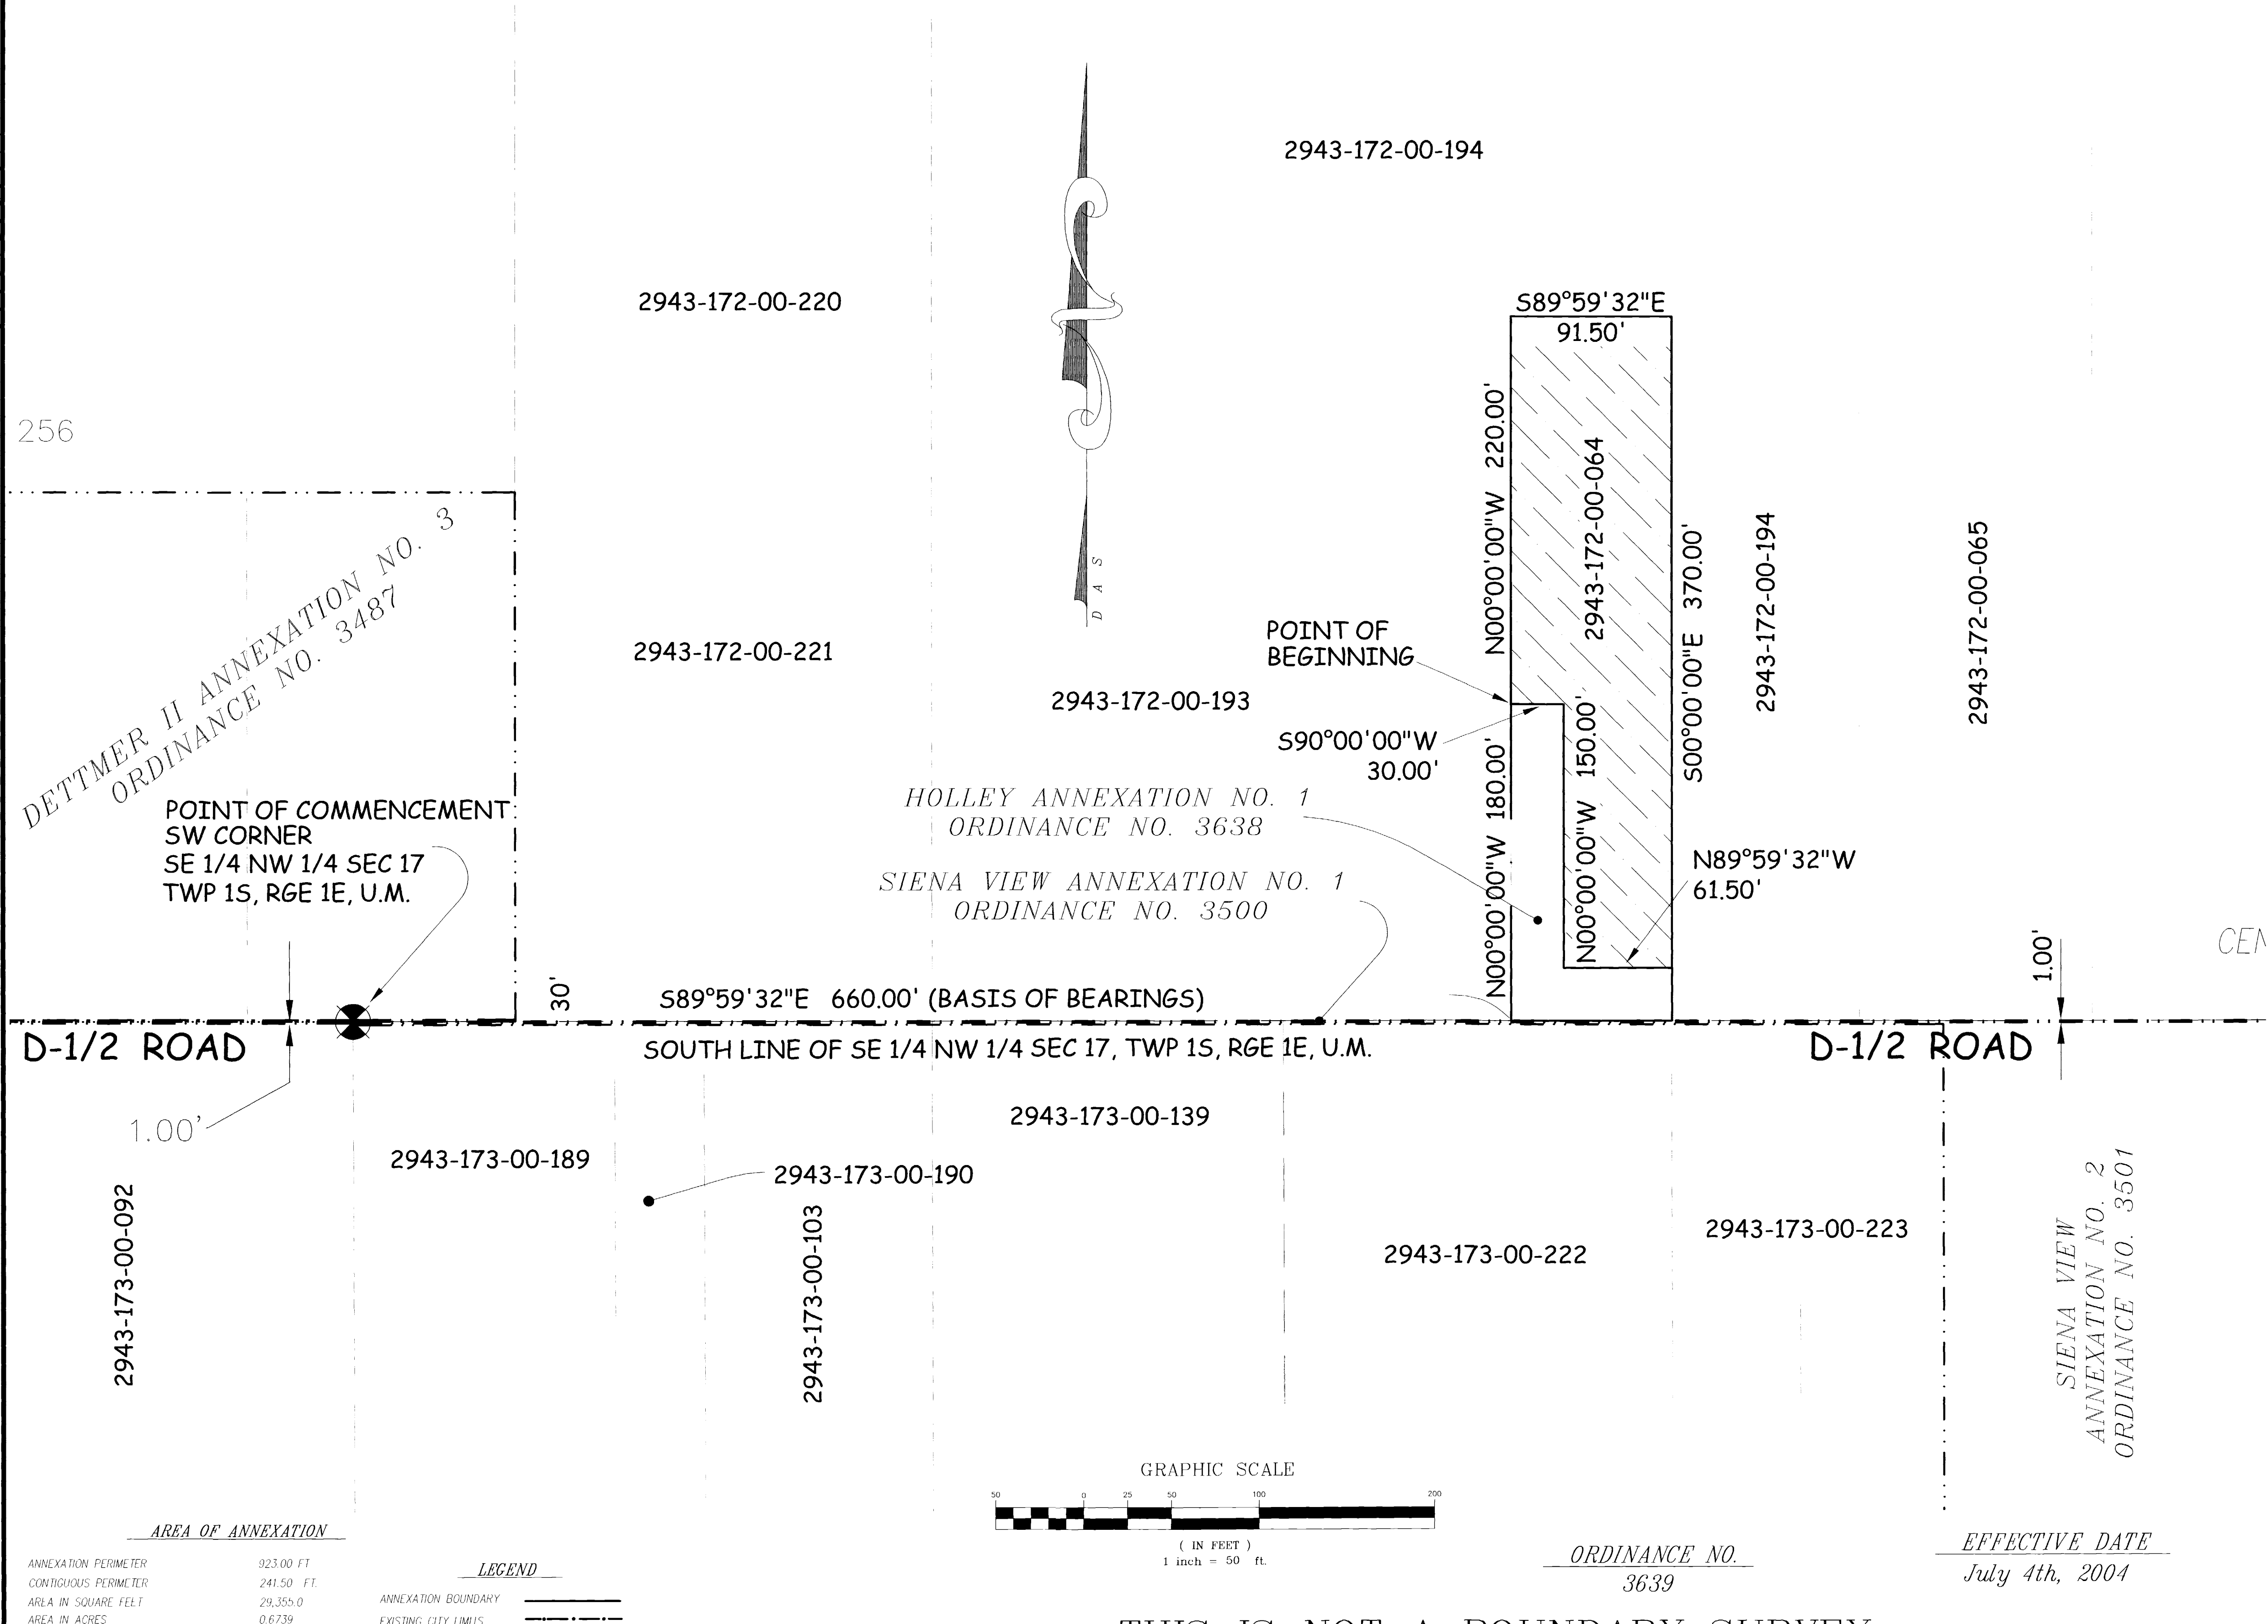 2943-172-00-194
2943-172-00-220
S89°59'32"E
91.50'
256
N00°00'00"W 220.00'
2943-172-00-064
S00°00'00"E 370.00'
2943-172-00-194
2943-172-00-065
DETTMER II ANNEXATION NO. 3
ORDINANCE NO. 3487
D A S
2943-172-00-221
POINT OF
BEGINNING
2943-172-00-193
S90°00'00"W
30.00'
N00°00'00"W 180.00'
N00°00'00"W 150.00'
HOLLEY ANNEXATION NO. 1
ORDINANCE NO. 3638
POINT OF COMMENCEMENT
SW CORNER
SE 1/4 NW 1/4 SEC 17
TWP 1S, RGE 1E, U.M.
SIENA VIEW ANNEXATION NO. 1
ORDINANCE NO. 3500
N89°59'32"W
61.50'
1.00'
CEN
30'
S89°59'32"E 660.00' (BASIS OF BEARINGS)
D-1/2 ROAD
SOUTH LINE OF SE 1/4 NW 1/4 SEC 17, TWP 1S, RGE 1E, U.M.
D-1/2 ROAD
1.00'
2943-173-00-092
2943-173-00-189
2943-173-00-190
2943-173-00-103
2943-173-00-139
2943-173-00-222
2943-173-00-223
SIENA VIEW
ANNEXATION NO. 2
ORDINANCE NO. 3501
GRAPHIC SCALE
50 0 25 50 100 200
( IN FEET )
1 inch = 50 ft.
AREA OF ANNEXATION
ANNEXATION PERIMETER 923.00 FT
CONTIGUOUS PERIMETER 241.50 FT.
AREA IN SQUARE FEET 29,355.0
AREA IN ACRES 0.6739
LEGEND
ANNEXATION BOUNDARY
EXISTING CITY LIMITS
ORDINANCE NO.
3639
EFFECTIVE DATE
July 4th, 2004
THIS IS NOT A BOUNDARY SURVEY